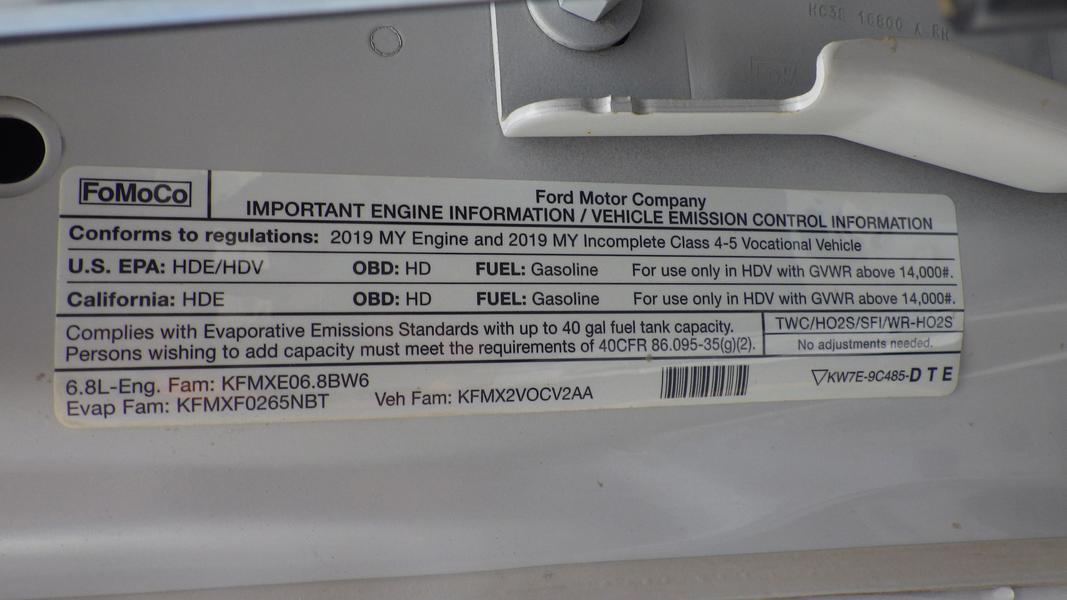 HC3B 16800 X RH
FoMoCo
Ford Motor Company
IMPORTANT ENGINE INFORMATION / VEHICLE EMISSION CONTROL INFORMATION
Conforms to regulations: 2019 MY Engine and 2019 MY Incomplete Class 4-5 Vocational Vehicle
U.S. EPA: HDE/HDV OBD: HD FUEL: Gasoline For use only in HDV with GVWR above 14,000#.
California: HDE OBD: HD FUEL: Gasoline For use only in HDV with GVWR above 14,000#.
Complies with Evaporative Emissions Standards with up to 40 gal fuel tank capacity.
Persons wishing to add capacity must meet the requirements of 40CFR 86.095-35(g)(2).
TWC/HO2S/SFI/WR-HO2S
No adjustments needed.
6.8L-Eng. Fam: KFMXE06.8BW6
Evap Fam: KFMXF0265NBT Veh Fam: KFMX2VOCV2AA
▽KW7E-9C485-DTE